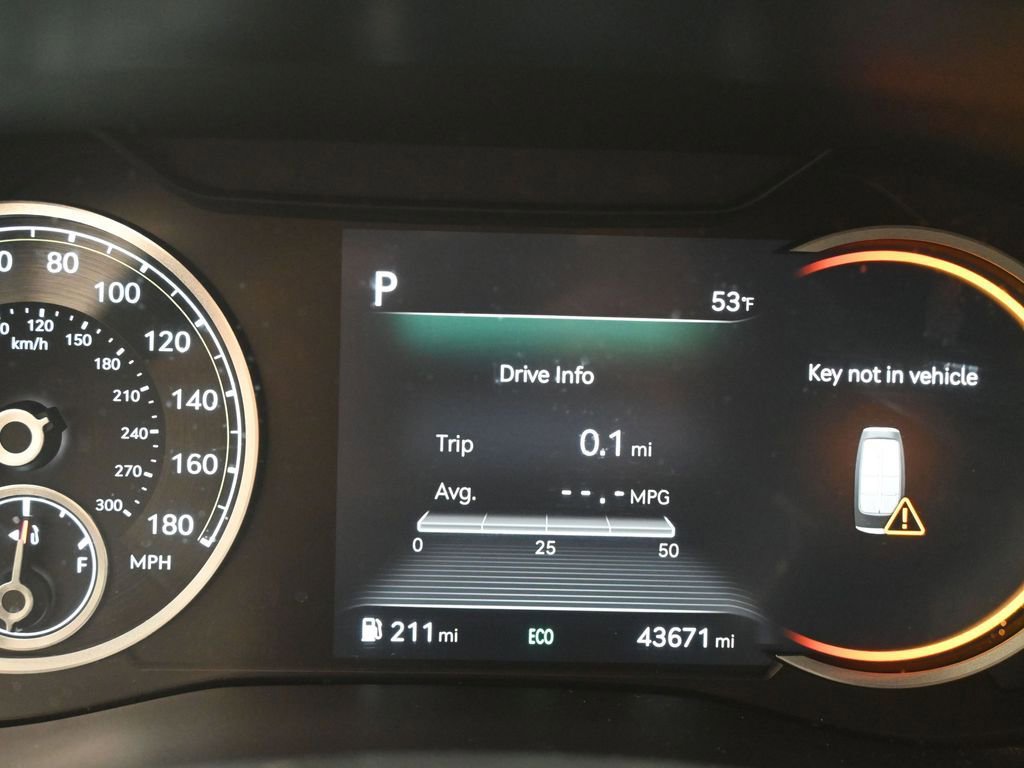 80
100
120
140
160
180
MPH
120
km/h
150
180
210
240
270
300
F
P
53°F
Drive Info
Trip 0.1 mi
Avg. --.- MPG
0 25 50
211 mi ECO 43671 mi
Key not in vehicle